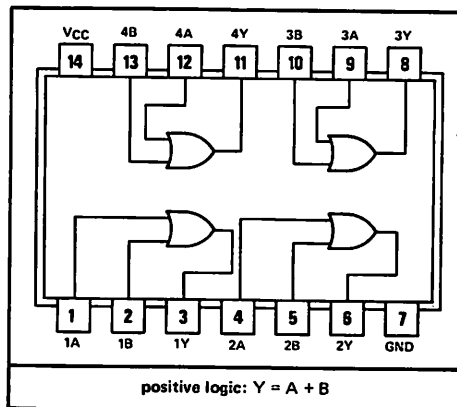 VCC 4B 4A 4Y 3B 3A 3Y
14 13 12 11 10 9 8
1 2 3 4 5 6 7
1A 1B 1Y 2A 2B 2Y GND
positive logic: Y = A + B